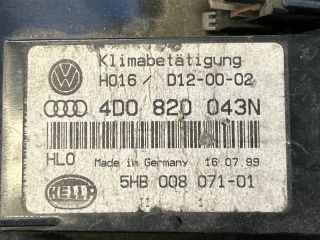 Klimabetätigung
H016/ D12-00-02
4D0 820 043N
HLO
Made in Germany 16.07.99
HELLA
5HB 008 071-01